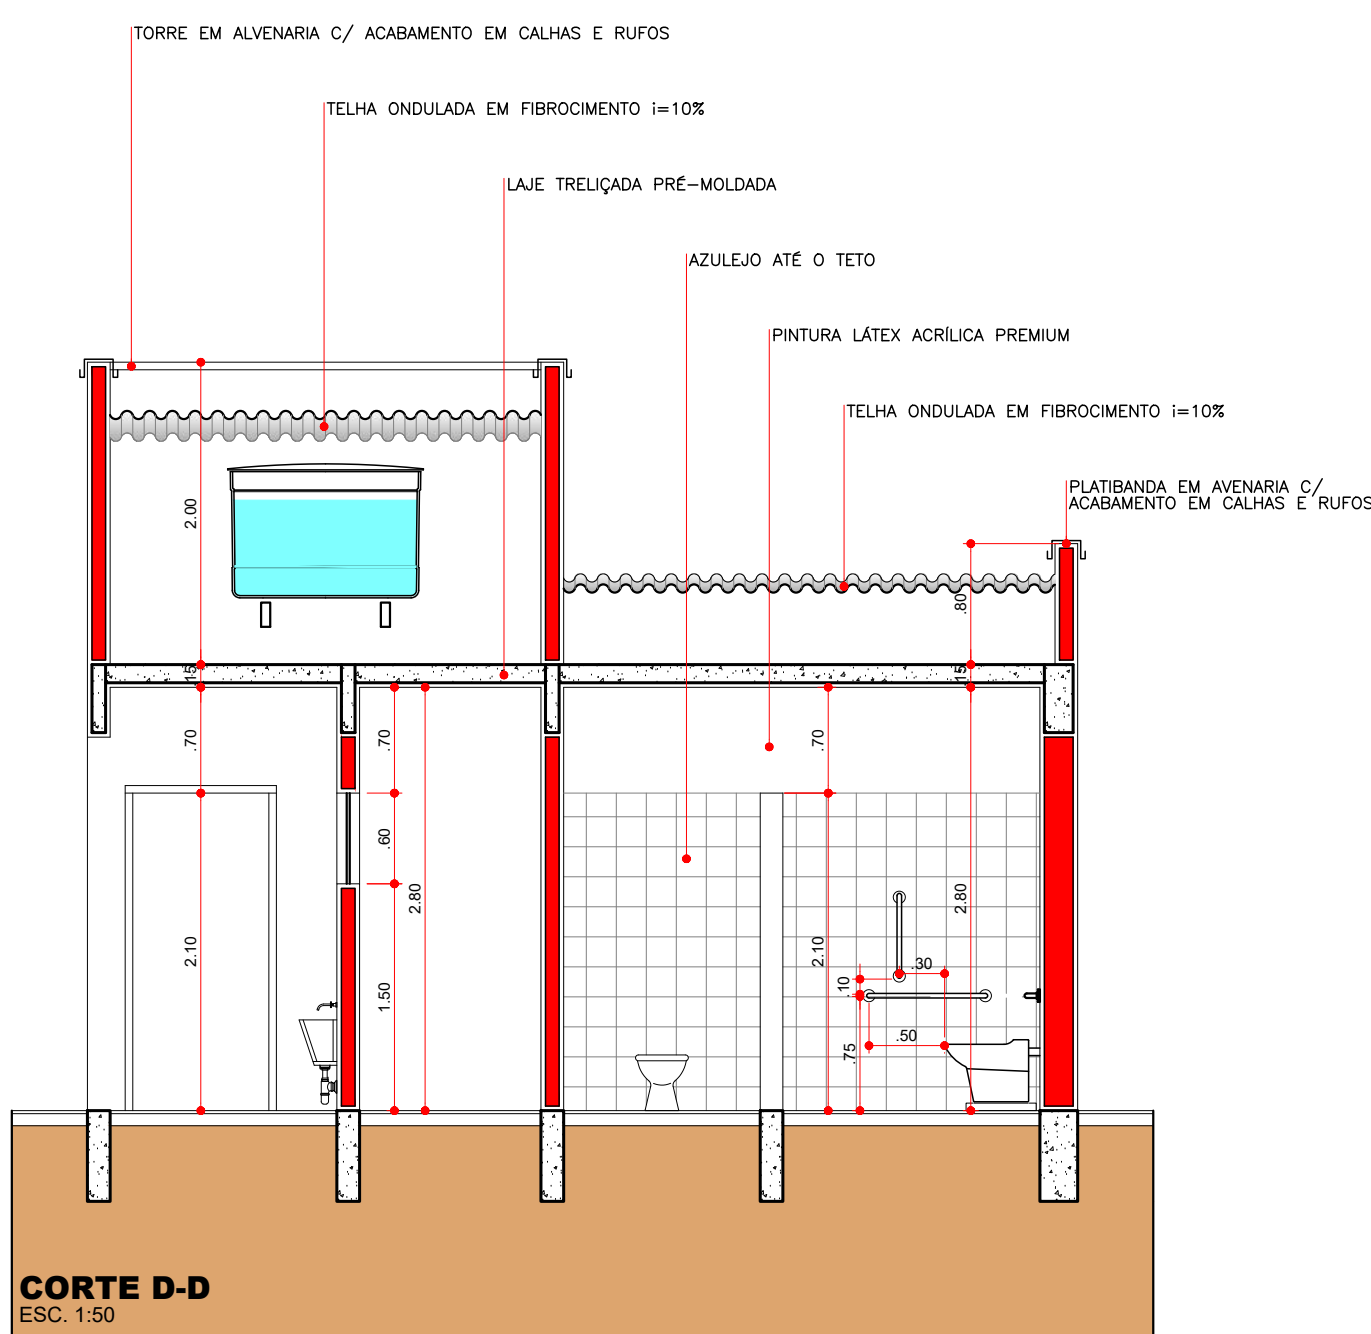 TORRE EM ALVENARIA C/ ACABAMENTO EM CALHAS E RUFOS
TELHA ONDULADA EM FIBROCIMENTO i=10%
LAJE TRELIÇADA PRÉ-MOLDADA
AZULEJO ATÉ O TETO
PINTURA LÁTEX ACRÍLICA PREMIUM
TELHA ONDULADA EM FIBROCIMENTO i=10%
PLATIBANDA EM AVENARIA C/
ACABAMENTO EM CALHAS E RUFOS
2.00
.80
.15
.15
.70
.70
.70
.60
2.80
2.80
2.10
2.10
1.50
.30
.10
.50
.75
CORTE D-D
ESC. 1:50